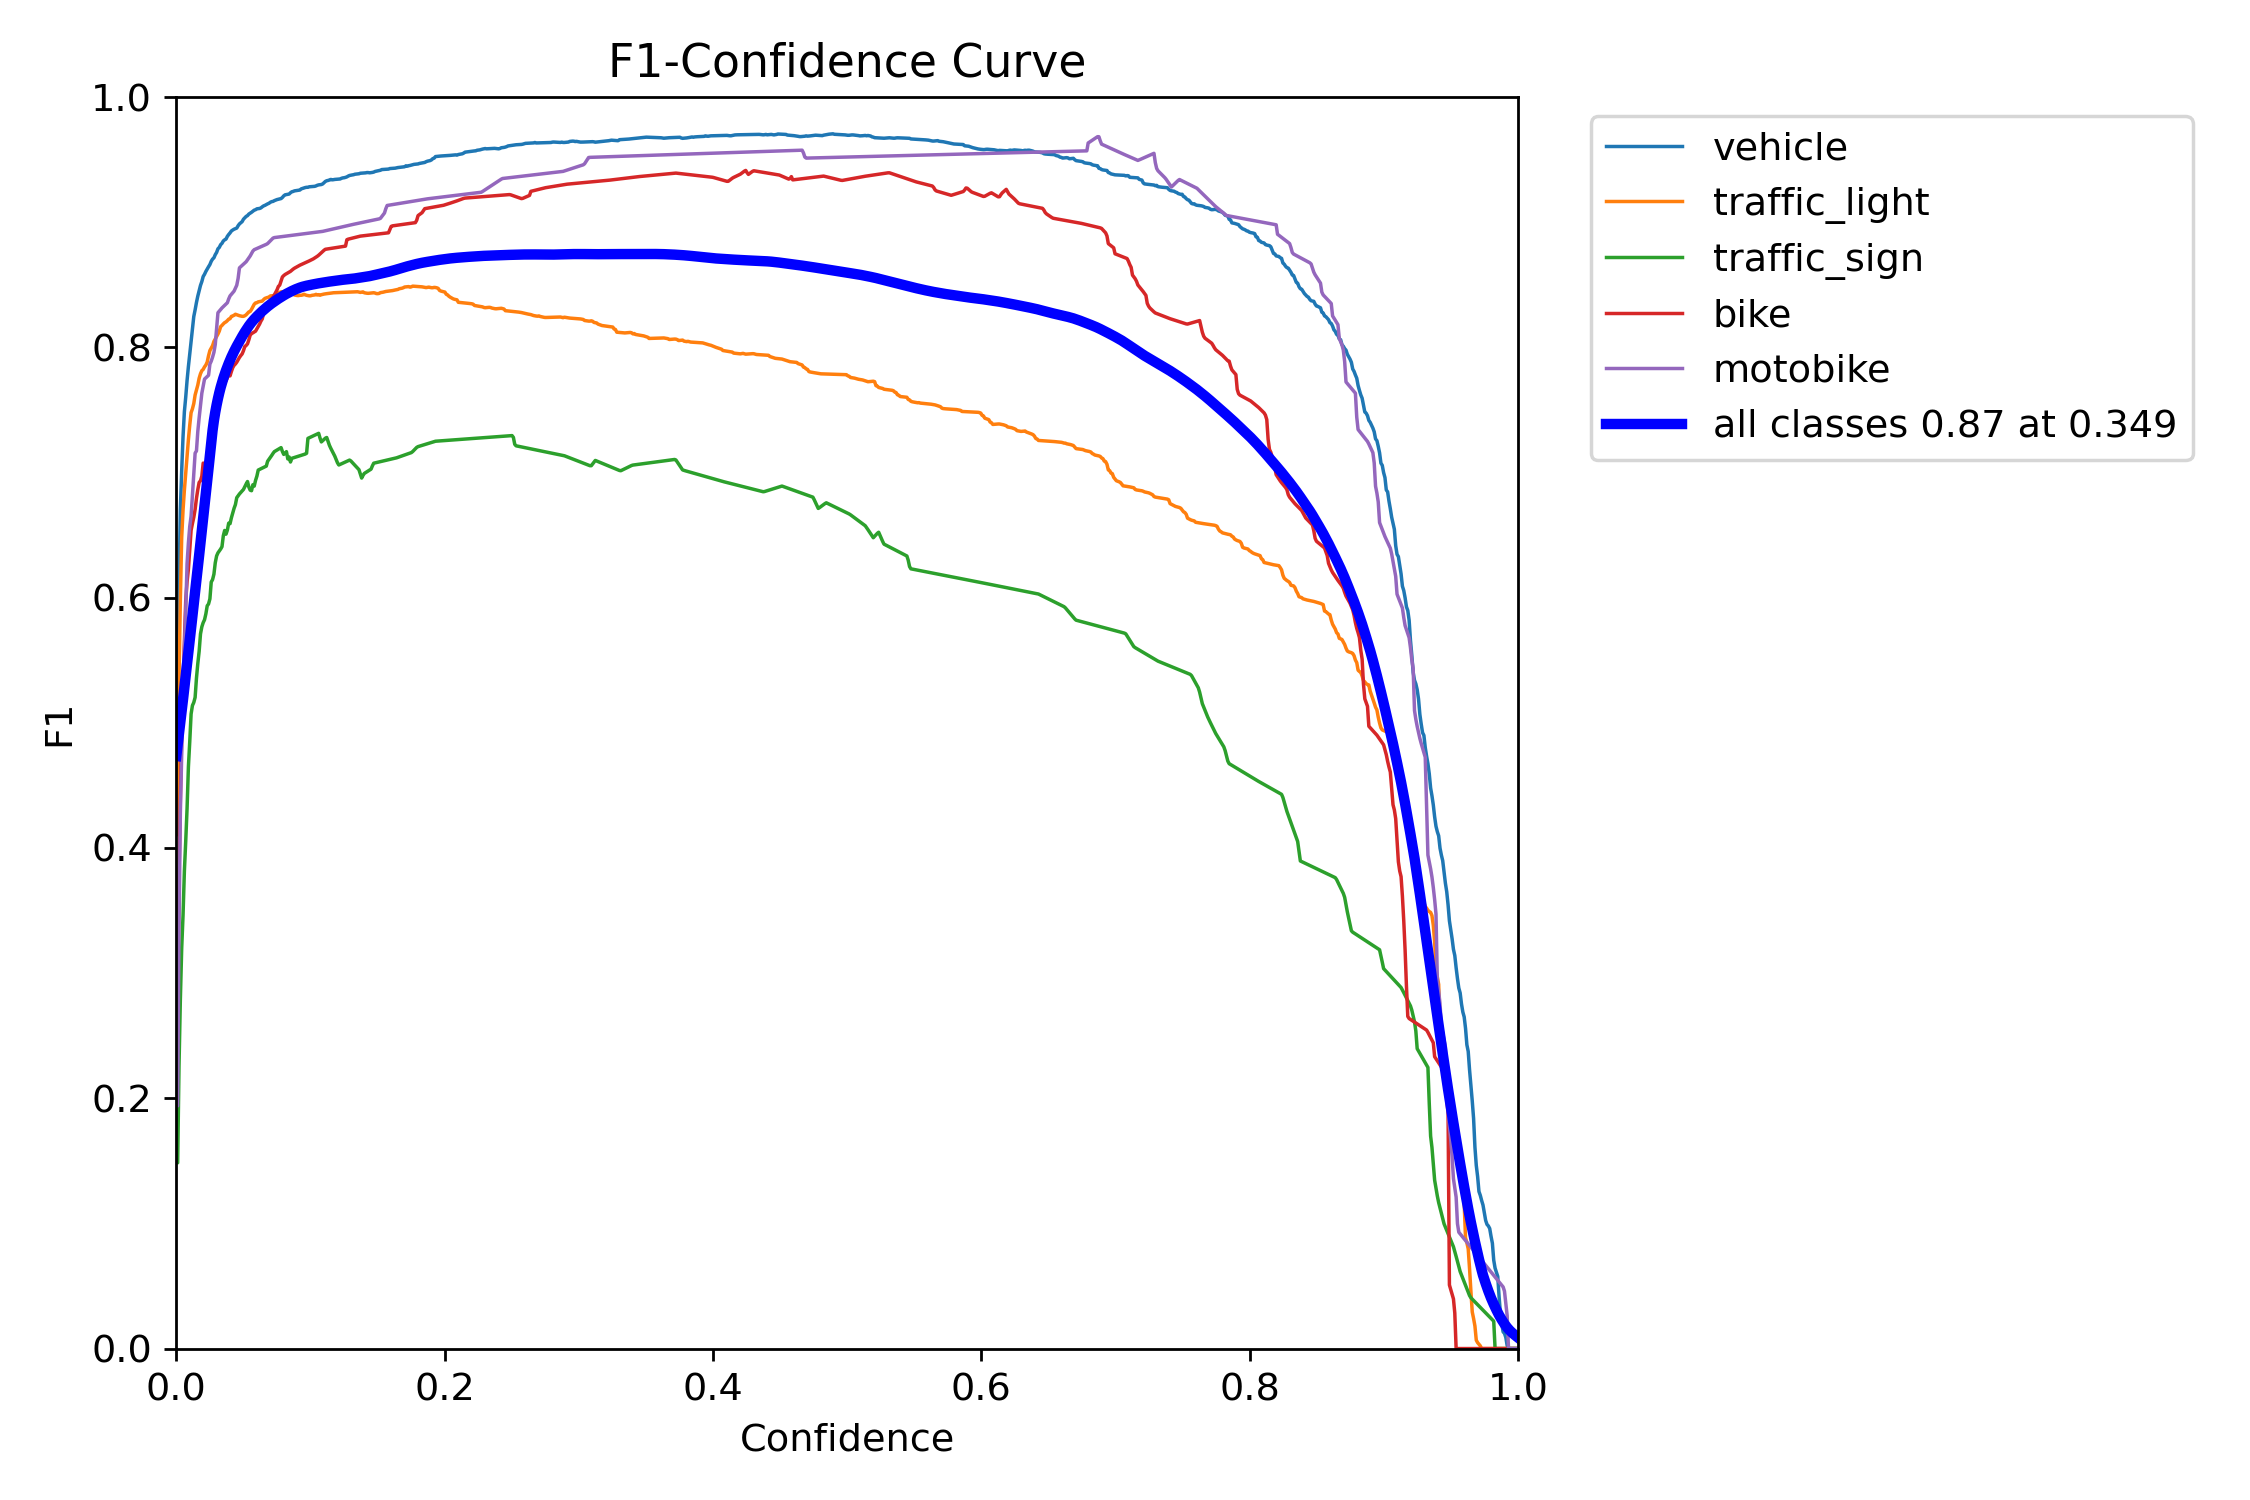 F1-Confidence Curve
1.0
0.8
0.6
0.4
0.2
0.0
F1
0.0 0.2 0.4 0.6 0.8 1.0
Confidence
vehicle
traffic_light
traffic_sign
bike
motobike
all classes 0.87 at 0.349